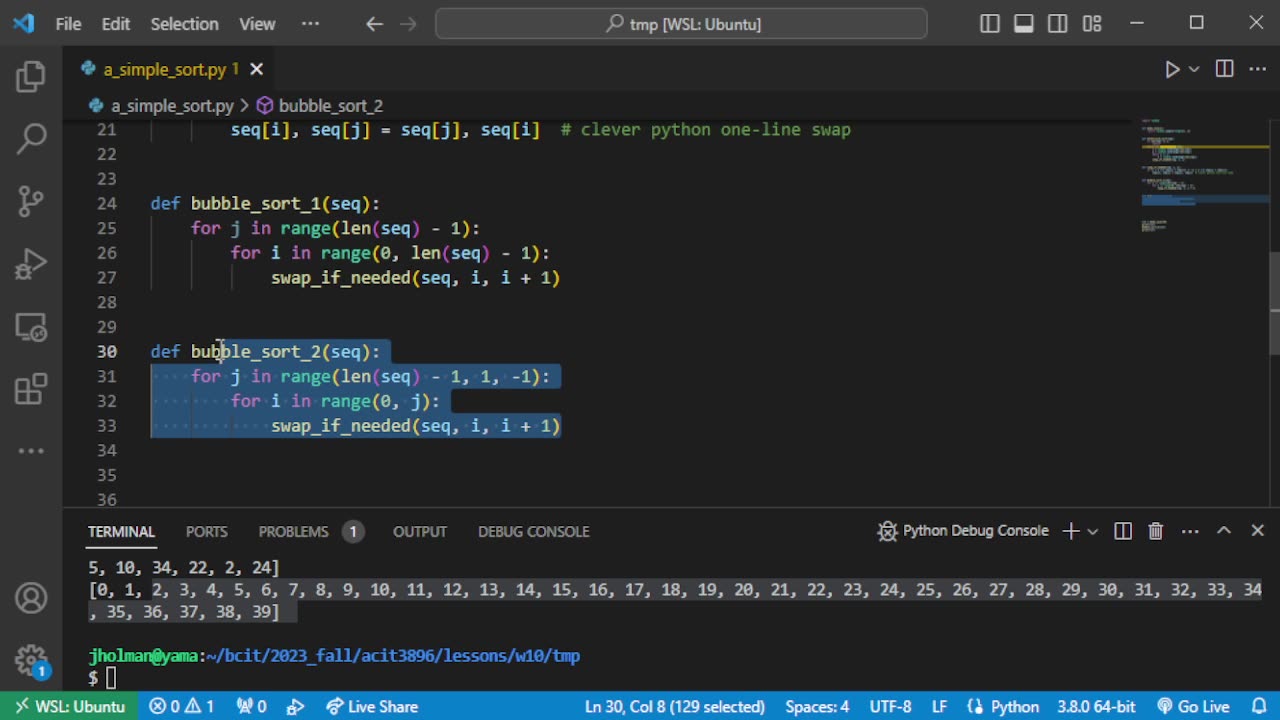 File Edit Selection View ··· tmp [WSL: Ubuntu]
a_simple_sort.py 1
a_simple_sort.py > bubble_sort_2
21 seq[i], seq[j] = seq[j], seq[i] # clever python one-line swap
22
23
24 def bubble_sort_1(seq):
25 for j in range(len(seq) - 1):
26 for i in range(0, len(seq) - 1):
27 swap_if_needed(seq, i, i + 1)
28
29
30 def bubble_sort_2(seq):
31 for j in range(len(seq) - 1, 1, -1):
32 for i in range(0, j):
33 swap_if_needed(seq, i, i + 1)
34
35
36
TERMINAL PORTS PROBLEMS 1 OUTPUT DEBUG CONSOLE Python Debug Console
5, 10, 34, 22, 2, 24]
[0, 1, 2, 3, 4, 5, 6, 7, 8, 9, 10, 11, 12, 13, 14, 15, 16, 17, 18, 19, 20, 21, 22, 23, 24, 25, 26, 27, 28, 29, 30, 31, 32, 33, 34
, 35, 36, 37, 38, 39]
jholman@yama:~/bcit/2023_fall/acit3896/lessons/w10/tmp
$
1
WSL: Ubuntu 0 1 0 Live Share Ln 30, Col 8 (129 selected) Spaces: 4 UTF-8 LF Python 3.8.0 64-bit Go Live